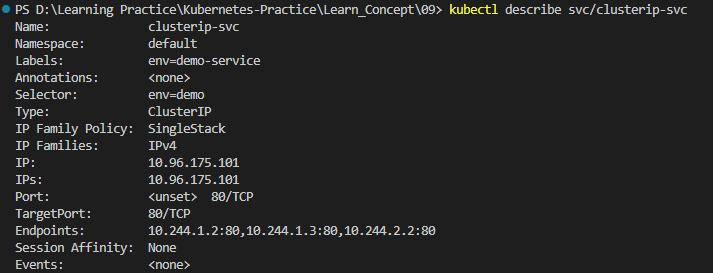 PS D:\Learning Practice\Kubernetes-Practice\Learn_Concept\09> kubectl describe svc/clusterip-svc
Name:              clusterip-svc
Namespace:         default
Labels:            env=demo-service
Annotations:       <none>
Selector:          env=demo
Type:              ClusterIP
IP Family Policy:  SingleStack
IP Families:       IPv4
IP:                10.96.175.101
IPs:               10.96.175.101
Port:              <unset>  80/TCP
TargetPort:        80/TCP
Endpoints:         10.244.1.2:80,10.244.1.3:80,10.244.2.2:80
Session Affinity:  None
Events:            <none>